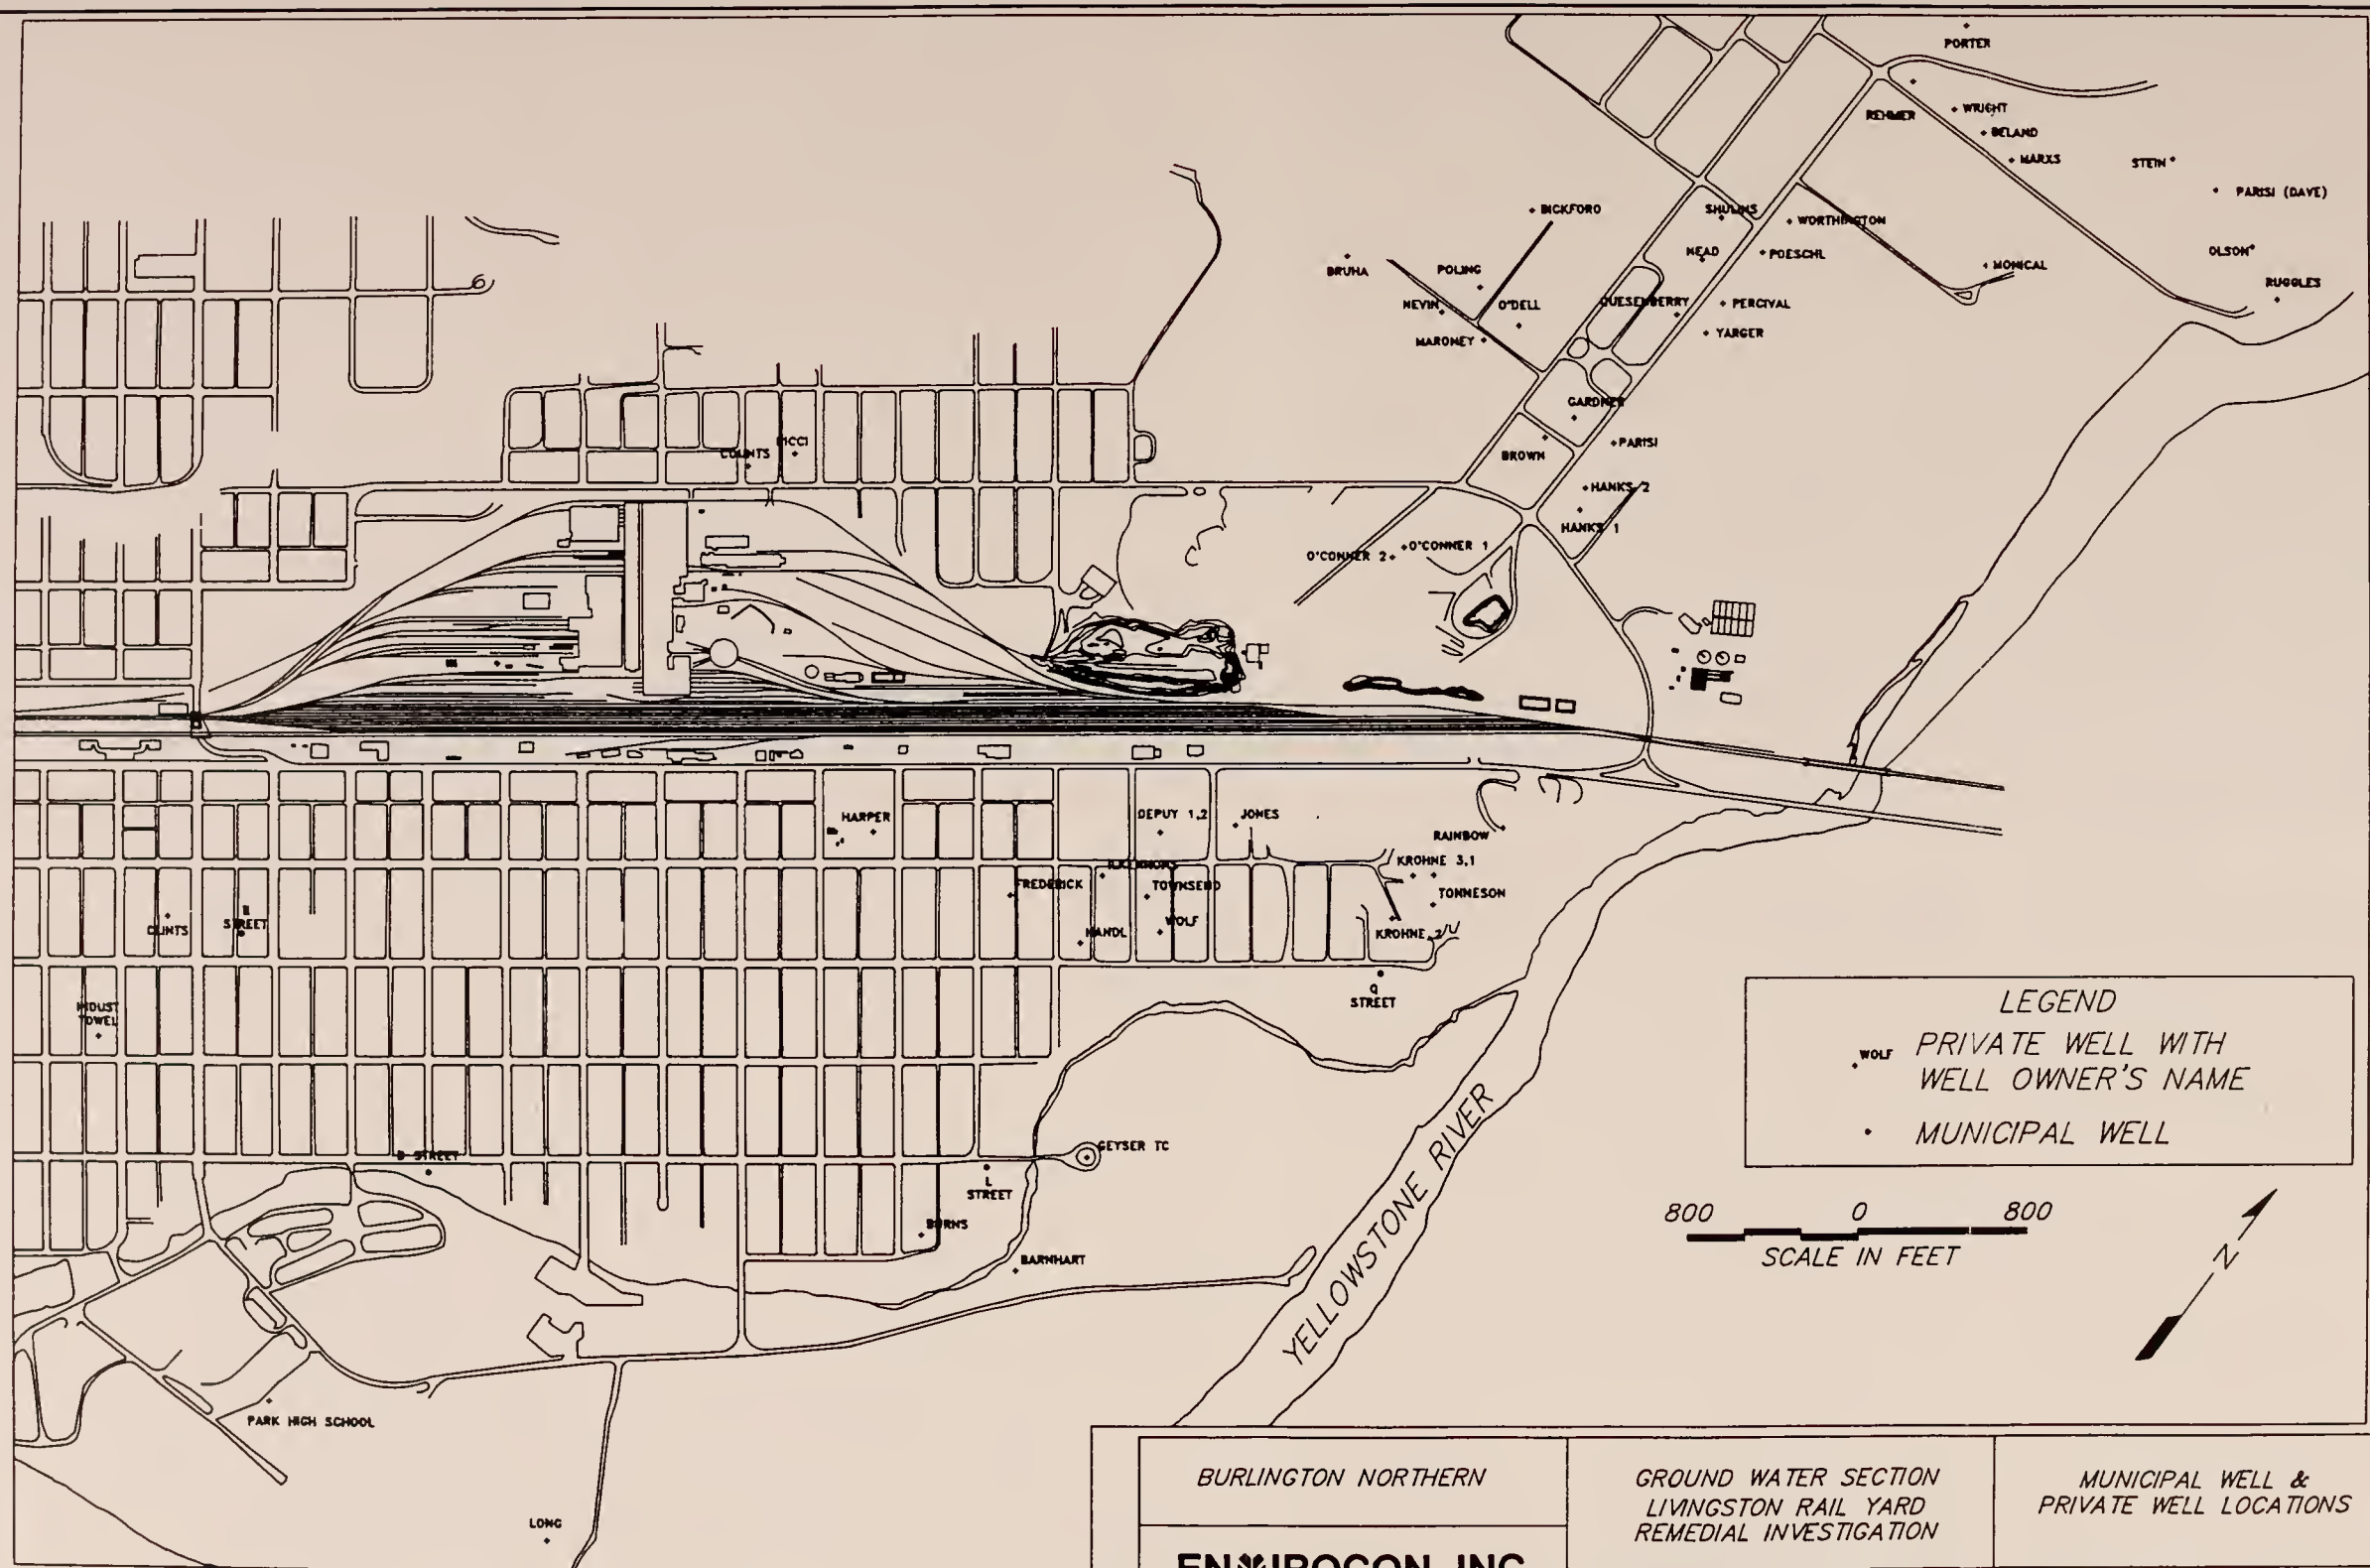 PORTER
REHMER
WRIGHT
BELAND
MARXS
STEIN
PARISI (DAVE)
BICKFORD
SHULINS
WORTHINGTON
BRUHA
POLING
HEAD
POESCHL
OLSON
MONICAL
RUGGLES
NEVIN
O'DELL
QUESENBERRY
PERCIVAL
MARONEY
YARGER
GARDNER
COUNTS
BROWN
PARISI
HANKS 2
HANKS 1
O'CONNER 2
O'CONNER 1
HARPER
DEPUY 1,2
JONES
RAINBOW
KROHNE 3,1
FREDERICK
TOWNSEND
TONNESON
STREET
WOLF
HANDL
KROHNE 2
Q
STREET
TOWEL
LEGEND
WOLF
PRIVATE WELL WITH
WELL OWNER'S NAME
MUNICIPAL WELL
B STREET
GEYSER TC
L
STREET
BURNS
BARNHART
YELLOWSTONE RIVER
800 0 800
SCALE IN FEET
N
PARK HIGH SCHOOL
LONG
BURLINGTON NORTHERN
GROUND WATER SECTION
LIVINGSTON RAIL YARD
REMEDIAL INVESTIGATION
MUNICIPAL WELL &
PRIVATE WELL LOCATIONS
ENVIROCON, INC.